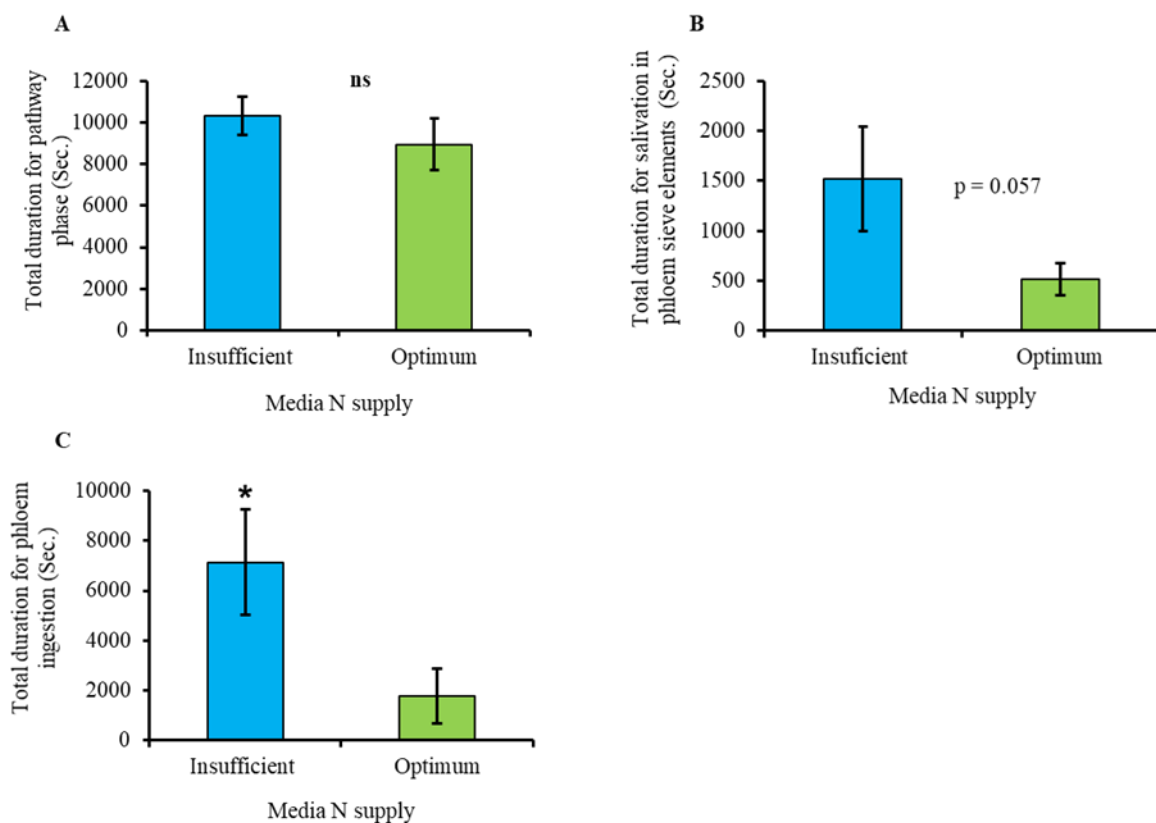 A
Total duration for pathway
phase (Sec.)
12000
10000
8000
6000
4000
2000
0
ns
Insufficient
Optimum
Media N supply
B
Total duration for salivation in
phloem sieve elements (Sec.)
2500
2000
1500
1000
500
0
p = 0.057
Insuficient
Optimum
Media N supply
C
Total duration for phloem
ingestion (Sec.)
10000
8000
6000
4000
2000
0
*
Insufficient
Optimum
Media N supply